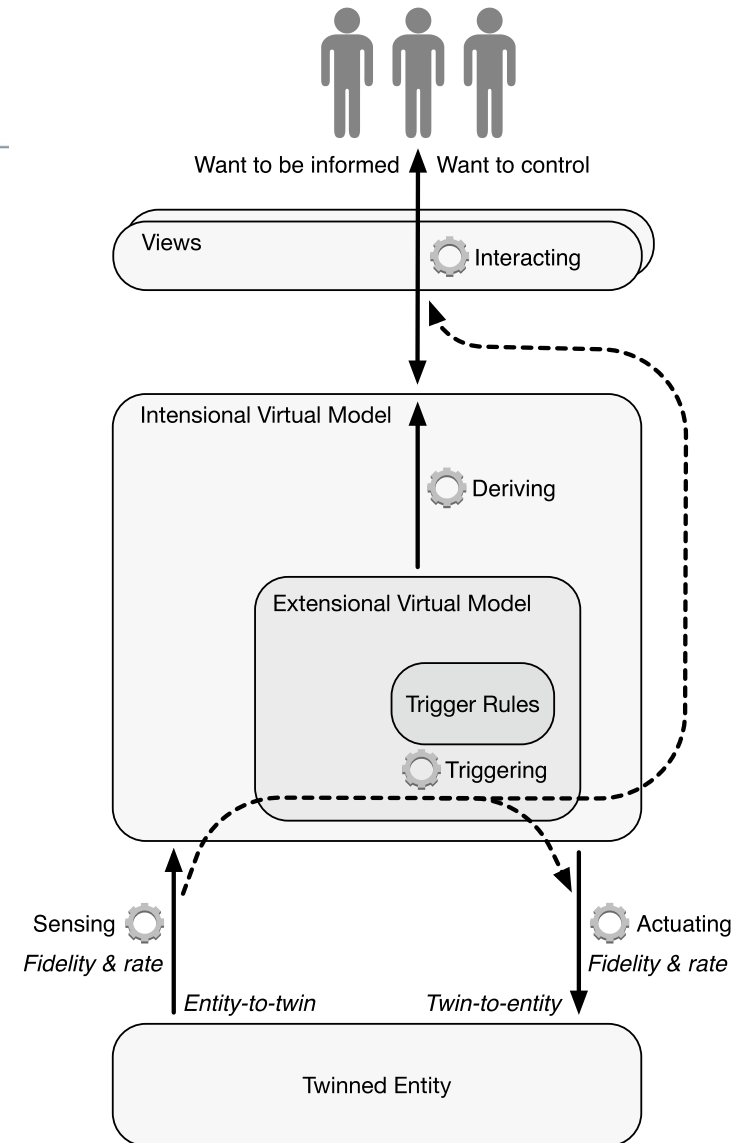 Want to be informed
Want to control
Views
Interacting
Intensional Virtual Model
Deriving
Extensional Virtual Model
Trigger Rules
Triggering
Sensing
Fidelity & rate
Actuating
Fidelity & rate
Entity-to-twin
Twin-to-entity
Twinned Entity